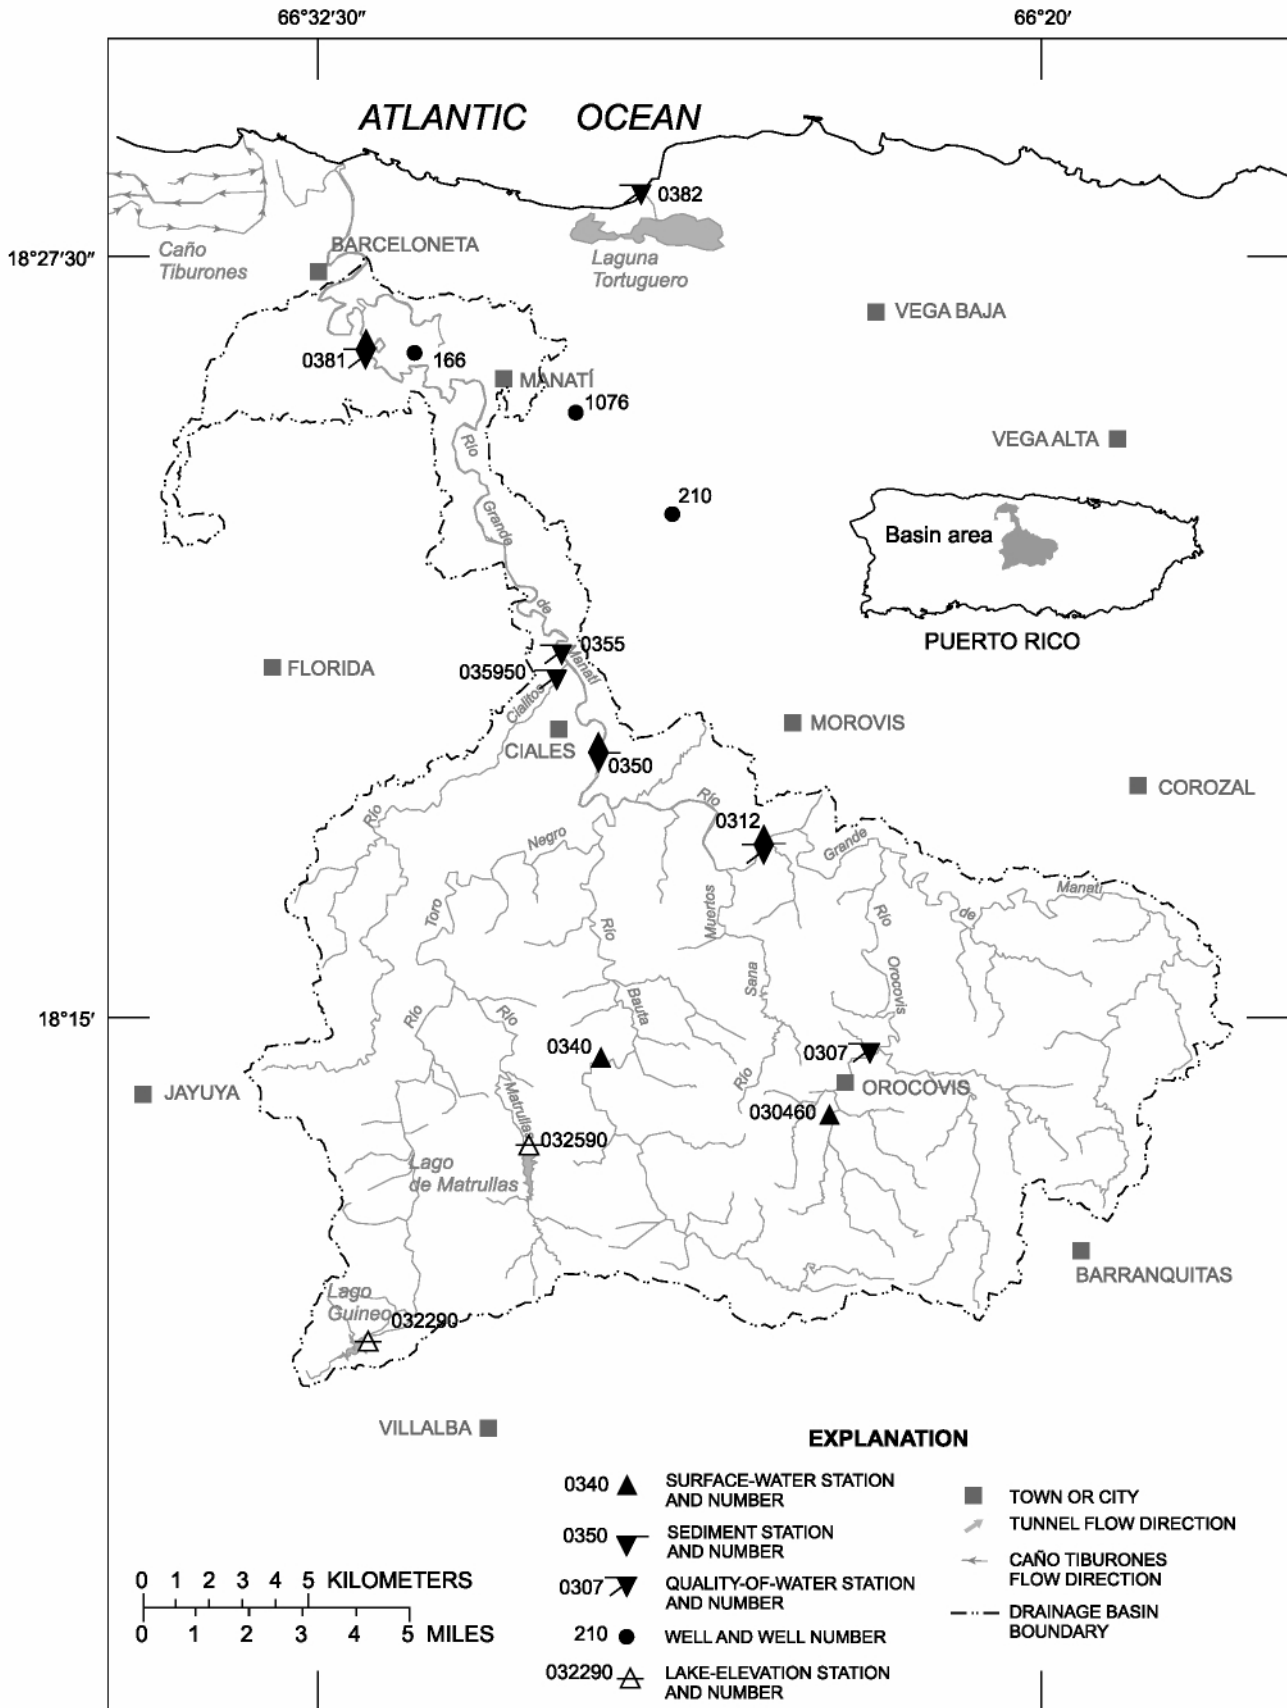 66°32'30"
66°20'
ATLANTIC OCEAN
0382
Caño
Tiburones
BARCELONETA
18°27'30"
Laguna
Tortuguero
VEGA BAJA
0381
166
MANATÍ
1076
VEGA ALTA
Río
210
Grande
Basin area
de
PUERTO RICO
0355
Manatí
035950
FLORIDA
Cialitos
CIALES
MOROVIS
0350
COROZAL
Río
Río
0312
Negro
Grande
Manatí
Toro
Muertos
Río
de
Río
Orocovis
Sana
Bauta
Río
Río
18°15'
0340
0307
Río
OROCOVIS
JAYUYA
Matrullas
030460
032590
Lago
de Matrullas
BARRANQUITAS
Lago
Guineo
032290
VILLALBA
EXPLANATION
0340 SURFACE-WATER STATION
AND NUMBER
0350 SEDIMENT STATION
AND NUMBER
0307 QUALITY-OF-WATER STATION
AND NUMBER
210 WELL AND WELL NUMBER
032290 LAKE-ELEVATION STATION
AND NUMBER
TOWN OR CITY
TUNNEL FLOW DIRECTION
CAÑO TIBURONES
FLOW DIRECTION
DRAINAGE BASIN
BOUNDARY
0 1 2 3 4 5 KILOMETERS
0 1 2 3 4 5 MILES